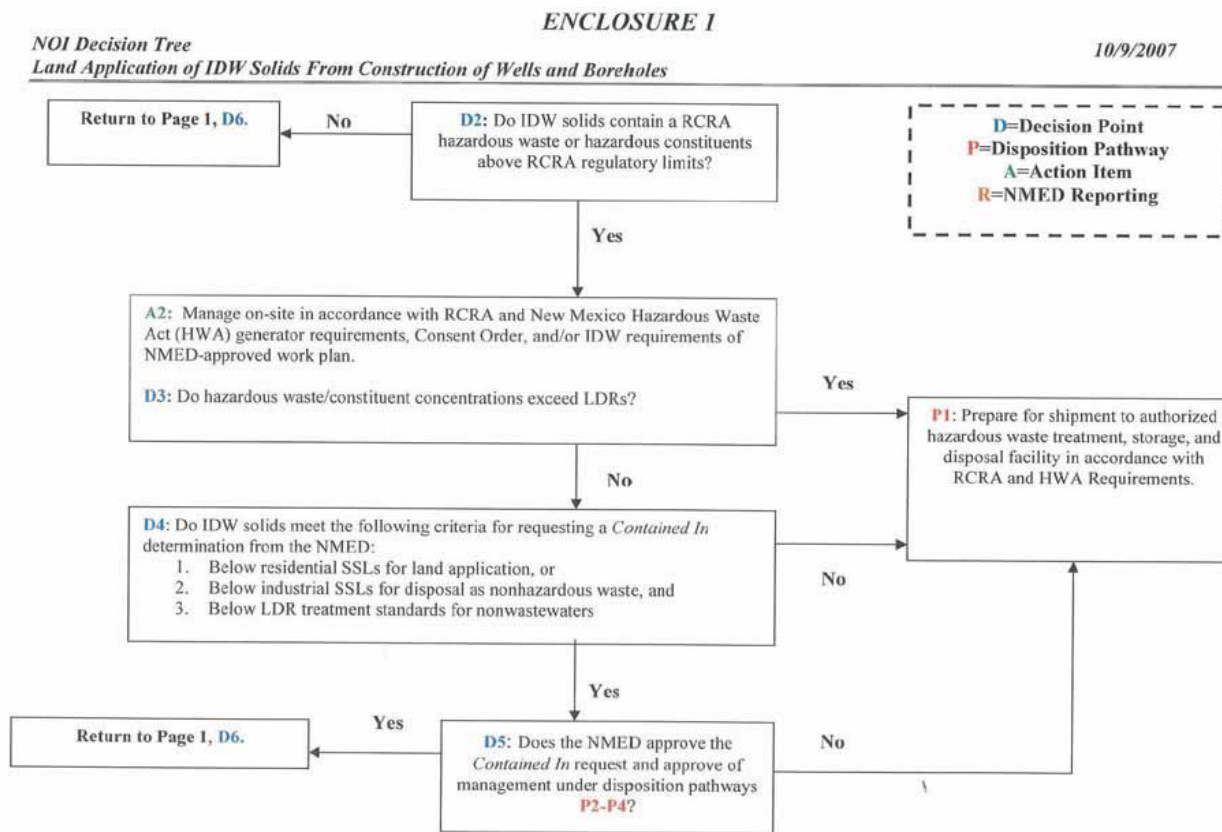 ENCLOSURE 1
NOI Decision Tree
10/9/2007
Land Application of IDW Solids From Construction of Wells and Boreholes
Return to Page 1, D6.
No
D2: Do IDW solids contain a RCRA
hazardous waste or hazardous constituents
above RCRA regulatory limits?
D=Decision Point
P=Disposition Pathway
A=Action Item
R=NMED Reporting
Yes
A2: Manage on-site in accordance with RCRA and New Mexico Hazardous Waste
Act (HWA) generator requirements, Consent Order, and/or IDW requirements of
NMED-approved work plan.
D3: Do hazardous waste/constituent concentrations exceed LDRs?
Yes
P1: Prepare for shipment to authorized
hazardous waste treatment, storage, and
disposal facility in accordance with
RCRA and HWA Requirements.
No
D4: Do IDW solids meet the following criteria for requesting a Contained In
determination from the NMED:
1. Below residential SSLs for land application, or
2. Below industrial SSLs for disposal as nonhazardous waste, and
3. Below LDR treatment standards for nonwastewaters
No
Yes
Return to Page 1, D6.
Yes
D5: Does the NMED approve the
Contained In request and approve of
management under disposition pathways
P2-P4?
No